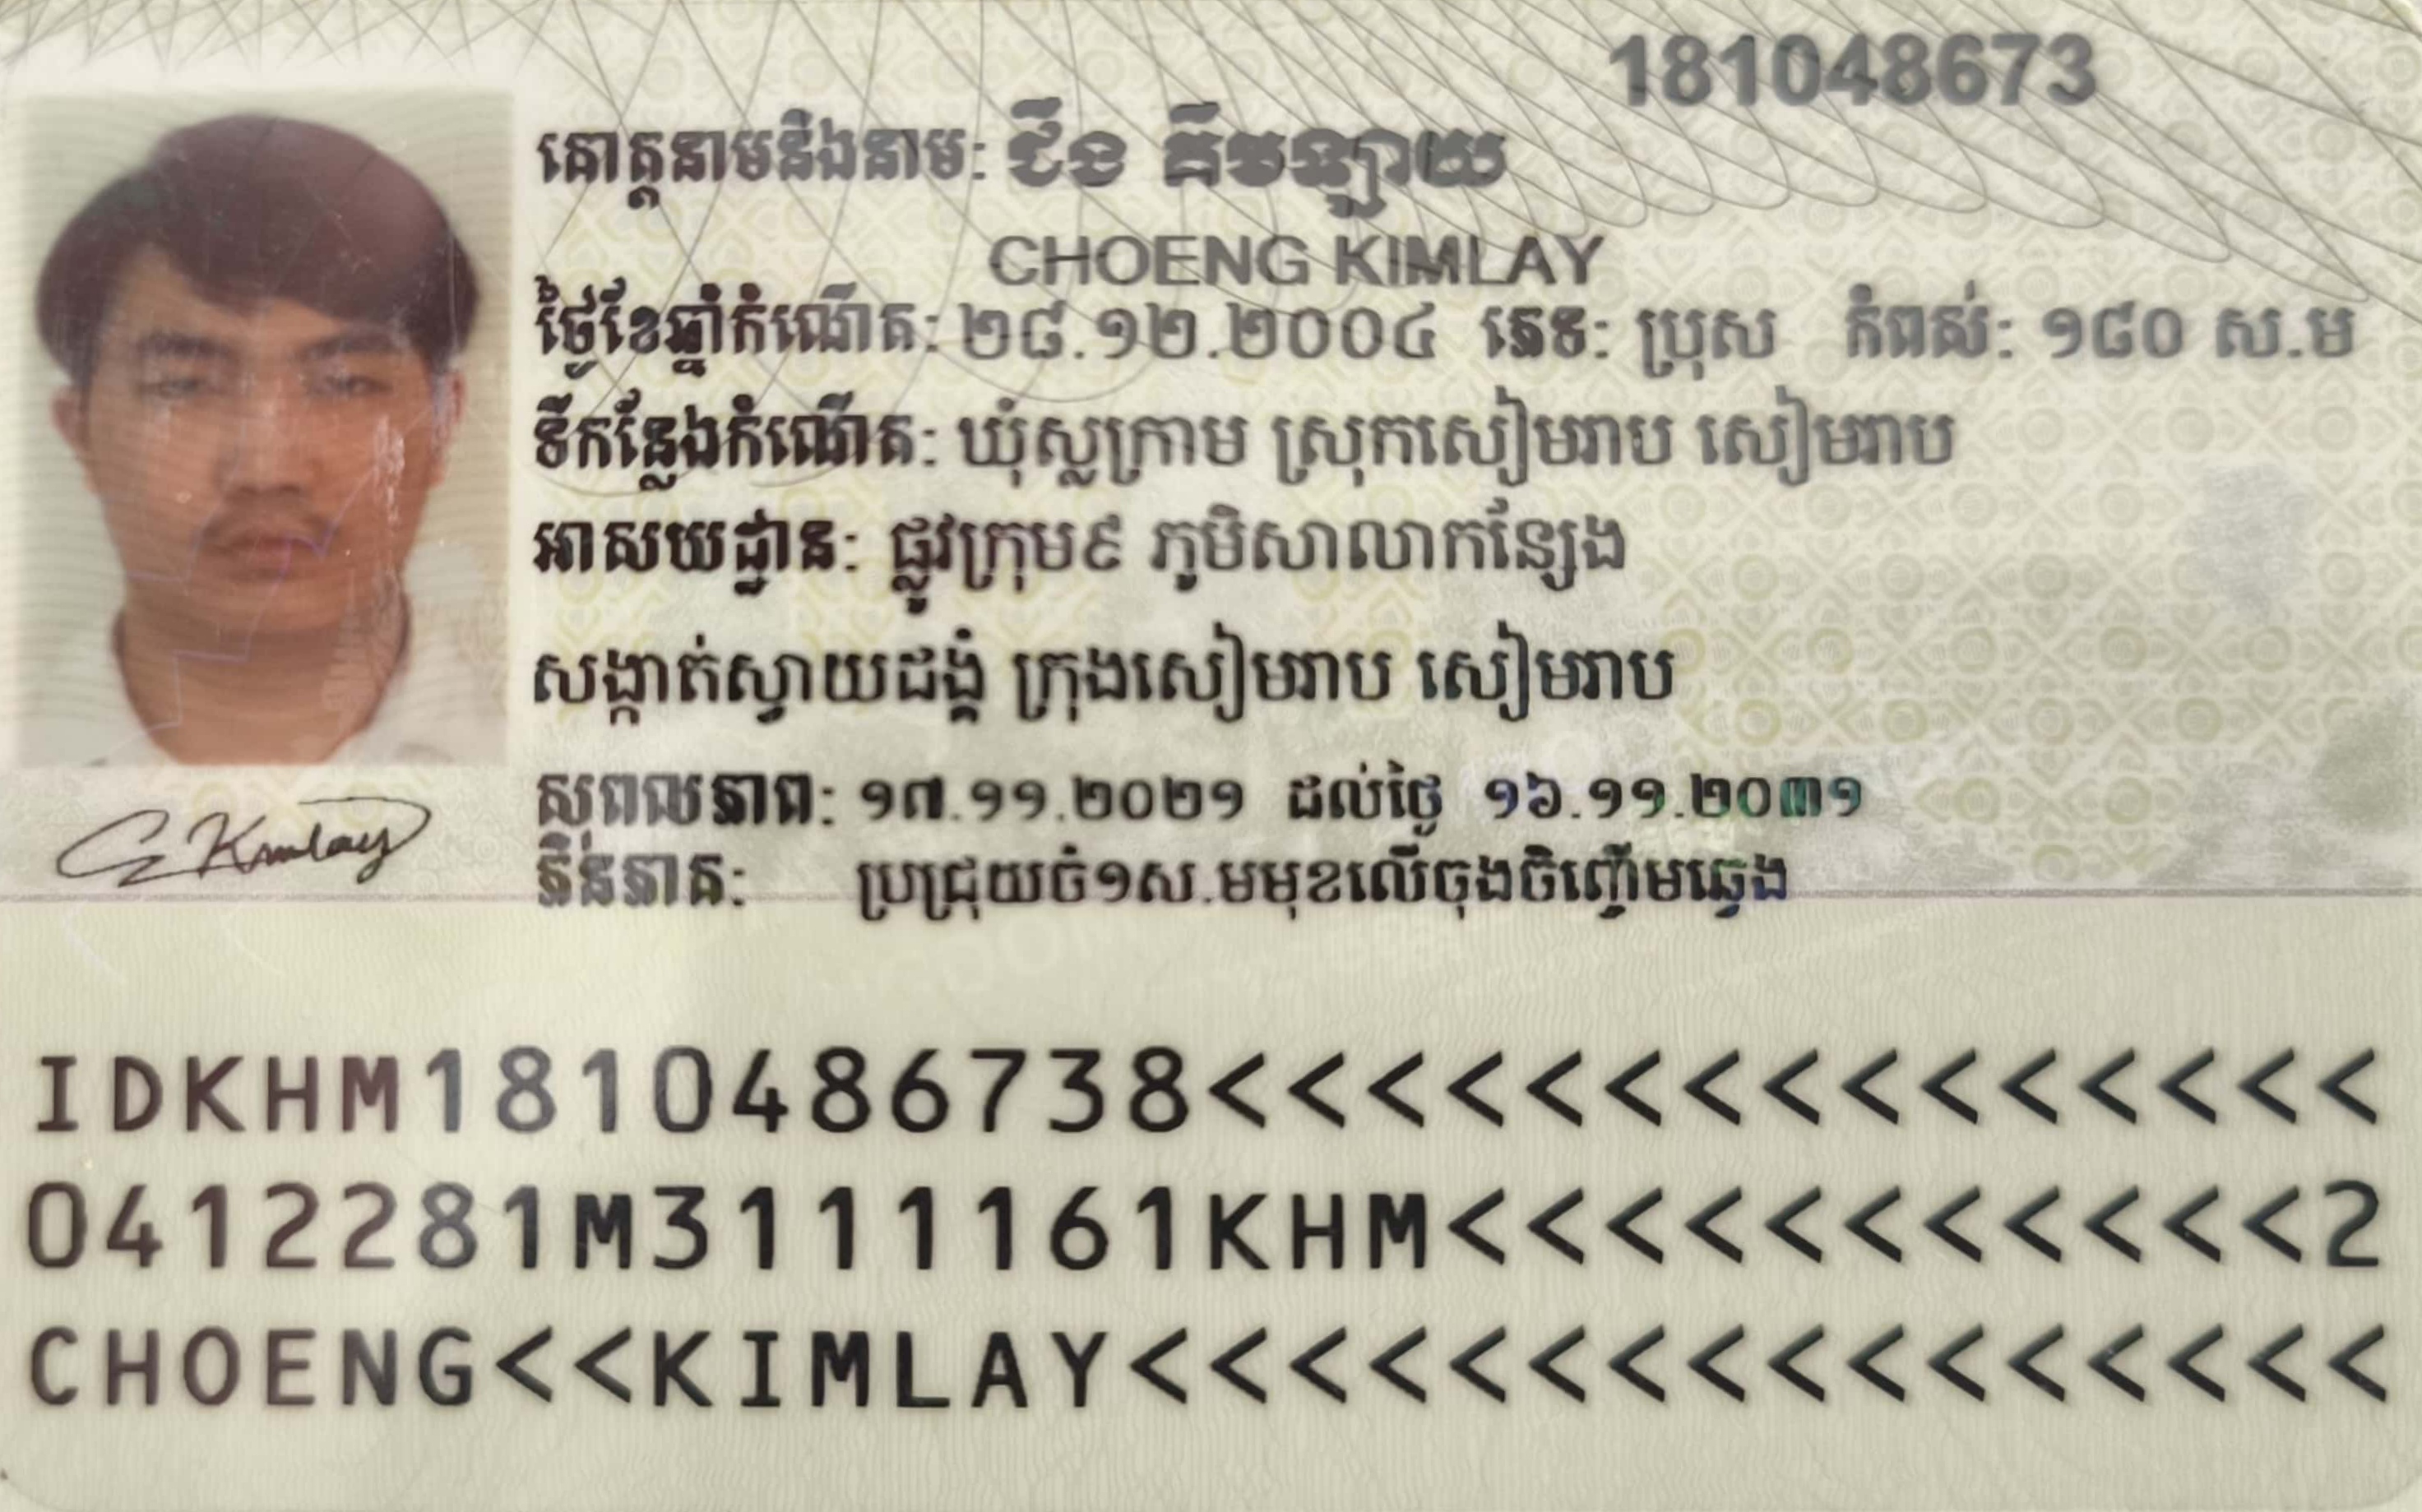 181048673
គោត្តនាមនិងនាម: ជឹង គឹមឡាយ
CHOENG KIMLAY
ថ្ងៃខែឆ្នាំកំណើត: ២៨.១២.២០០៤ ភេទ: ប្រុស កំពស់: ១៨០ ស.ម
ទីកន្លែងកំណើត: ឃុំស្លក្រាម ស្រុកសៀមរាប សៀមរាប
អាសយដ្ឋាន: ផ្លូវក្រុម៩ ភូមិសាលាកន្សែង
សង្កាត់ស្វាយដង្គំ ក្រុងសៀមរាប សៀមរាប
សុពលភាព: ១៧.១១.២០២១ ដល់ថ្ងៃ ១៦.១១.២០៣១
ភិនភាគ: ប្រជ្រុយចំ១ស.មមុខលើចុងចិញ្ចើមឆ្វេង
C Kimlay
IDKHM1810486738<<<<<<<<<<<<<<<
0412281M3111161KHM<<<<<<<<<<<2
CHOENG<<KIMLAY<<<<<<<<<<<<<<<<